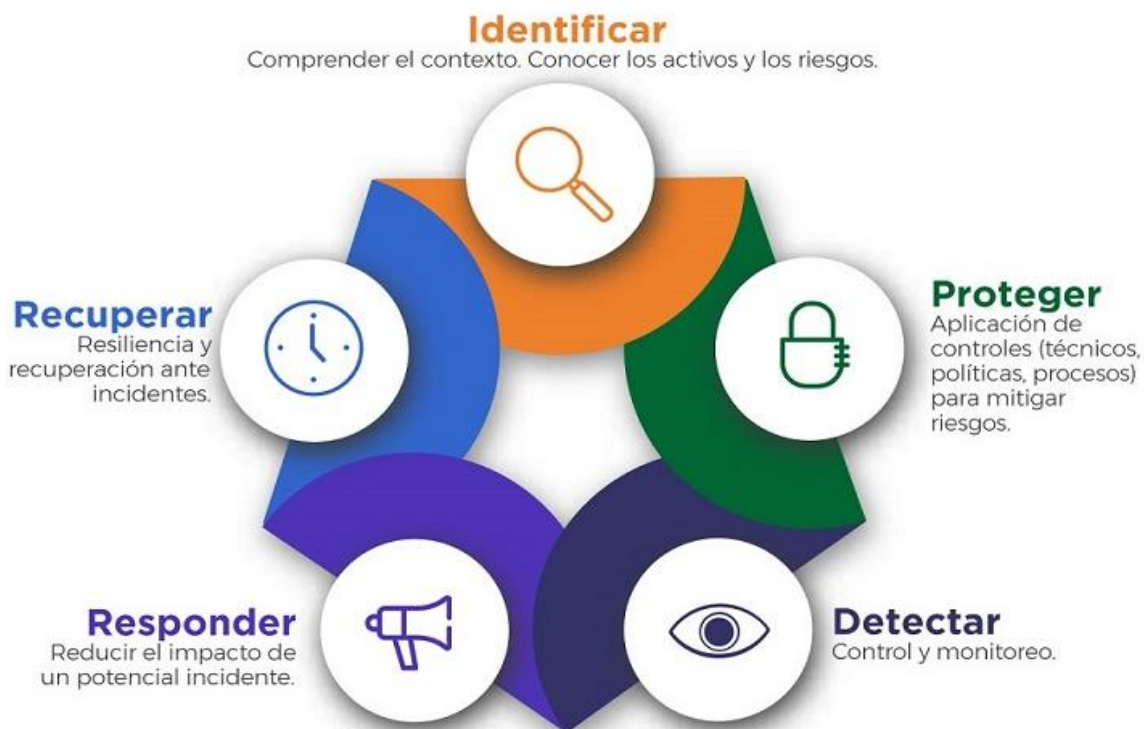 Identificar
Comprender el contexto. Conocer los activos y los riesgos.
Proteger
Aplicación de
controles (técnicos,
políticas, procesos)
para mitigar
riesgos.
Detectar
Control y monitoreo.
Responder
Reducir el impacto de
un potencial incidente.
Recuperar
Resiliencia y
recuperación ante
incidentes.